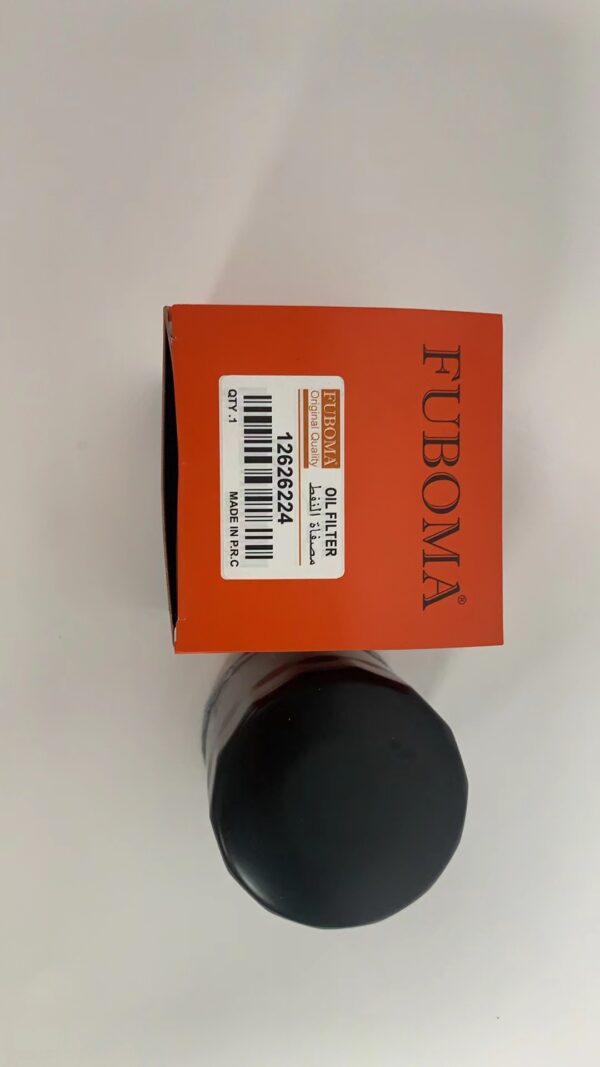 FUBOMA®
FUBOMA
Original Quality
OIL FILTER
مصفاة النفط
12626224
QTY .1
MADE IN P.R.C